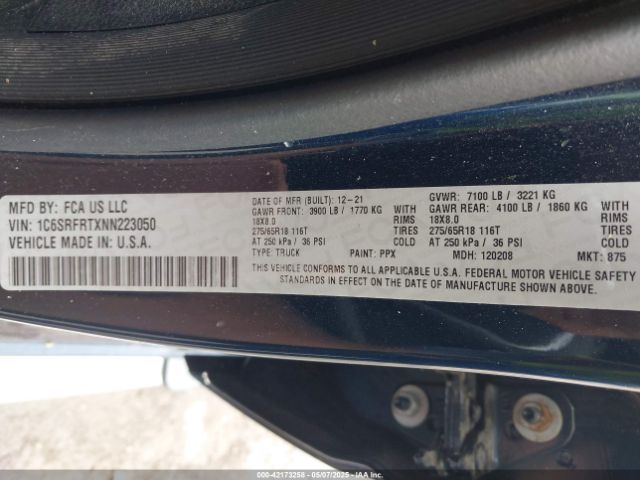 MFD BY: FCA US LLC
VIN: 1C6SRFRTXNN223050
VEHICLE MADE IN: U.S.A.
DATE OF MFR (BUILT): 12-21 GVWR: 7100 LB / 3221 KG
GAWR FRONT: 3900 LB / 1770 KG WITH GAWR REAR: 4100 LB / 1860 KG WITH
18X8.0 RIMS 18X8.0 RIMS
275/65R18 116T TIRES 275/65R18 116T TIRES
AT 250 kPa / 36 PSI COLD AT 250 kPa / 36 PSI COLD
TYPE: TRUCK PAINT: PPX MDH: 120208 MKT: 875
THIS VEHICLE CONFORMS TO ALL APPLICABLE U.S.A. FEDERAL MOTOR VEHICLE SAFETY
STANDARDS IN EFFECT ON THE DATE OF MANUFACTURE SHOWN ABOVE.
000-42173258 - 05/07/2025 - IAAI.COM